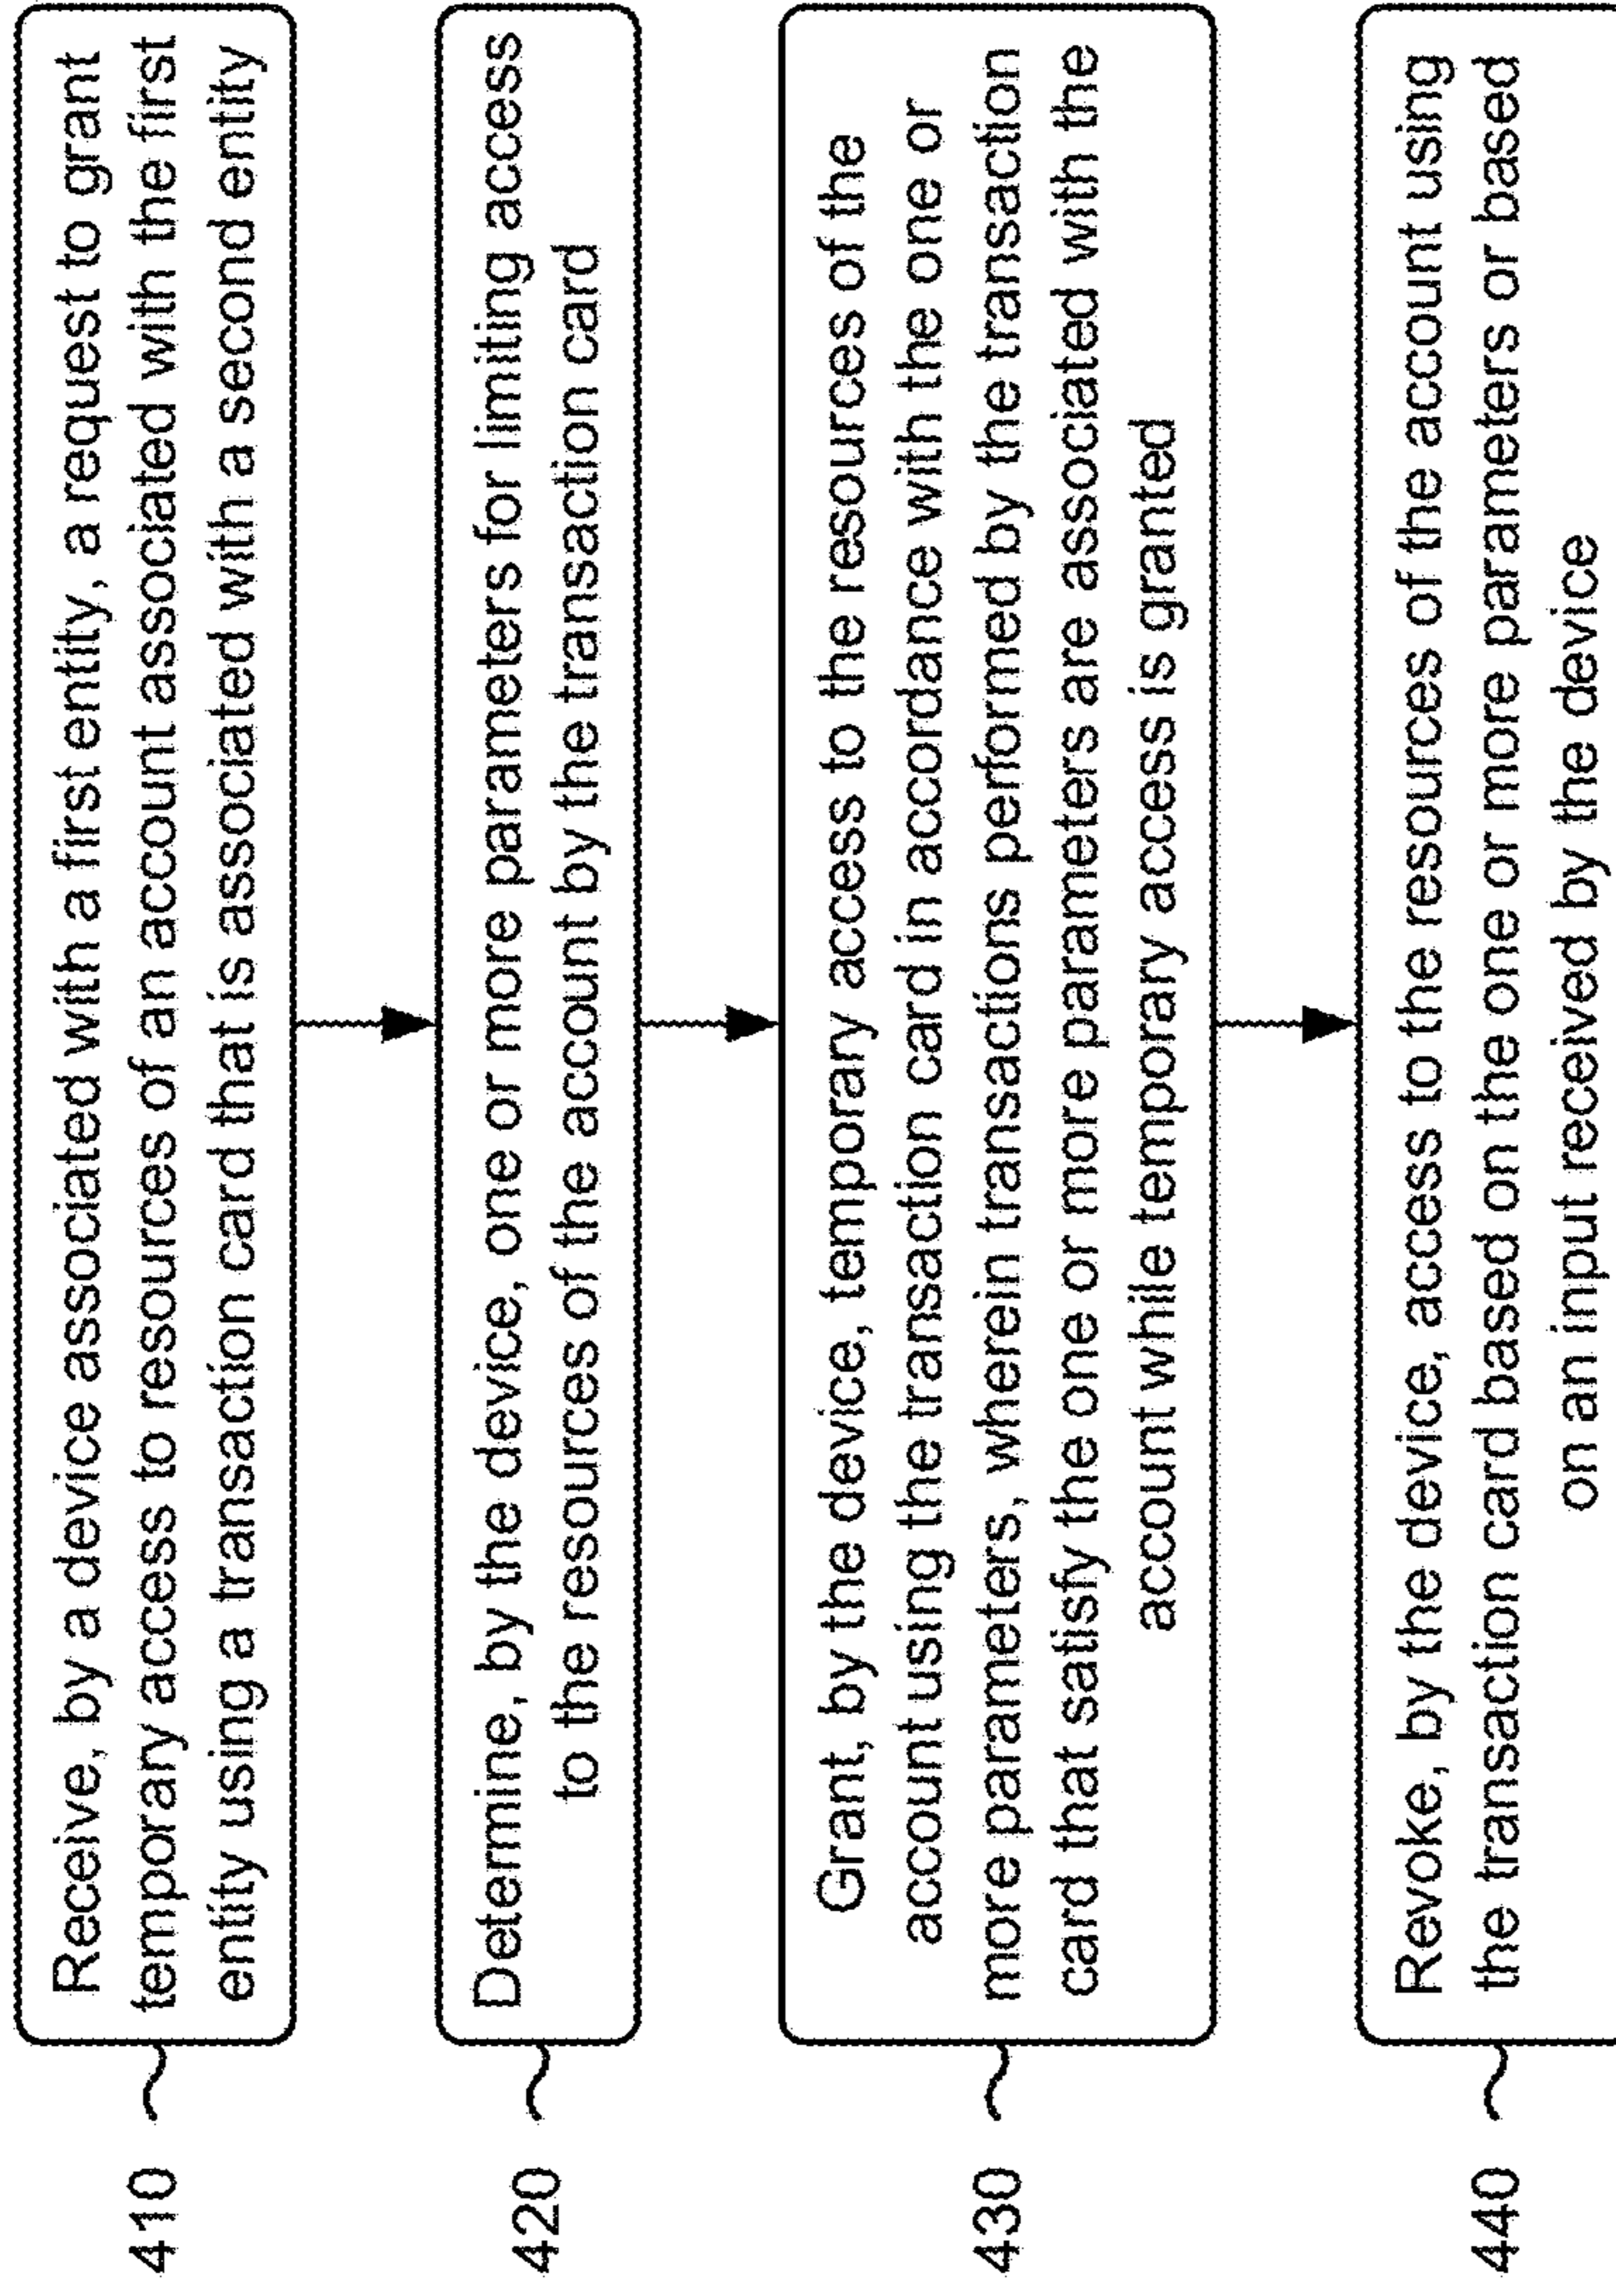 410
Receive, by a device associated with a first entity, a request to grant
temporary access to resources of an account associated with the first
entity using a transaction card that is associated with a second entity
420
Determine, by the device, one or more parameters for limiting access
to the resources of the account by the transaction card
430
Grant, by the device, temporary access to the resources of the
account using the transaction card in accordance with the one or
more parameters, wherein transactions performed by the transaction
card that satisfy the one or more parameters are associated with the
account while temporary access is granted
440
Revoke, by the device, access to the resources of the account using
the transaction card based on the one or more parameters or based
on an input received by the device